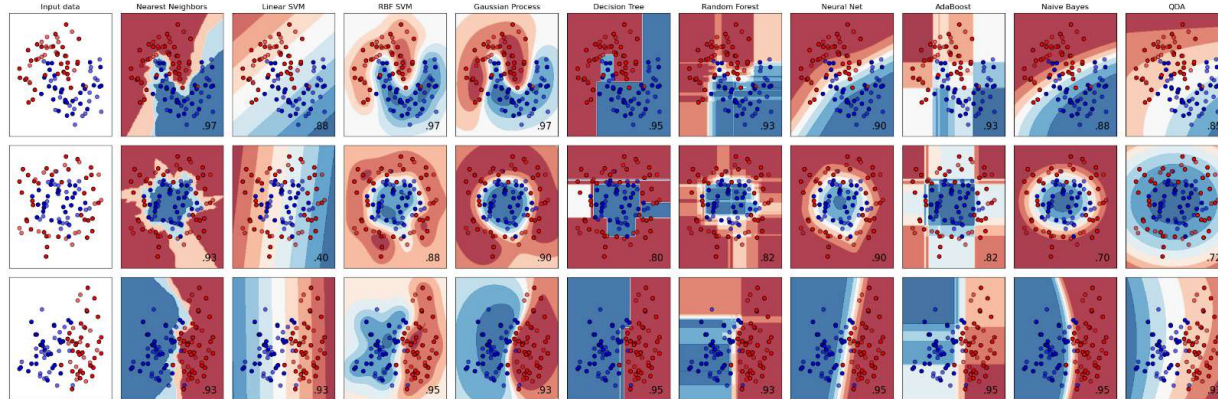 Input data Nearest Neighbors Linear SVM RBF SVM Gaussian Process Decision Tree Random Forest Neural Net AdaBoost Naive Bayes QDA
.97 .88 .97 .97 .95 .93 .90 .93 .88 .85
.93 .40 .88 .90 .80 .82 .90 .82 .70 .72
.93 .93 .95 .93 .95 .93 .95 .95 .95